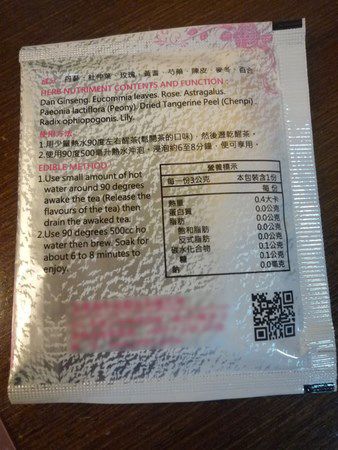 丹蔘、杜仲葉、玫瑰、黃耆、芍藥、陳皮、麥冬、百合
HERB NUTRIMENT CONTENTS AND FUNCTION:
Dan Ginseng. Eucommia leaves. Rose. Astragalus.
Paeonia lactiflora (Peony). Dried Tangerine Peel (Chenpi)
Radix ophiopogonis. Lily.
使用方法:
1.用少量熱水90度左右醒茶(鬆開茶的口味),然後瀝乾醒茶。
2.使用90度500毫升熱水沖泡,浸泡約6至8分鐘,便可享用。
EDIBLE METHOD:
1.Use small amount of hot
water around 90 degrees
awake the tea (Release the
flavours of the tea) then
drain the awaked tea.
2.Use 90 degrees 500cc ho
water then brew. Soak for
about 6 to 8 minutes to
enjoy.
營養標示
每一份3公克 本包裝含1份
每份
熱量 0.4大卡
蛋白質 0.0公克
脂肪 0.0公克
飽和脂肪 0.0公克
反式脂肪 0.0公克
碳水化合物 0.1公克
糖 0.1公克
鈉 0.0毫克